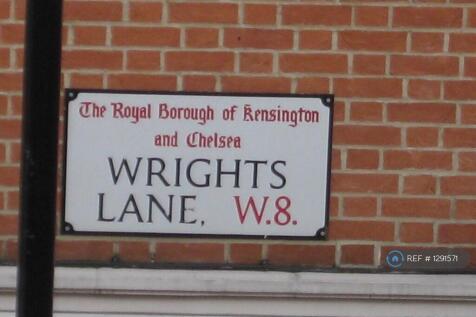 The Royal Borough of Kensington
and Chelsea
WRIGHTS
LANE, W.8.
REF # 1291571